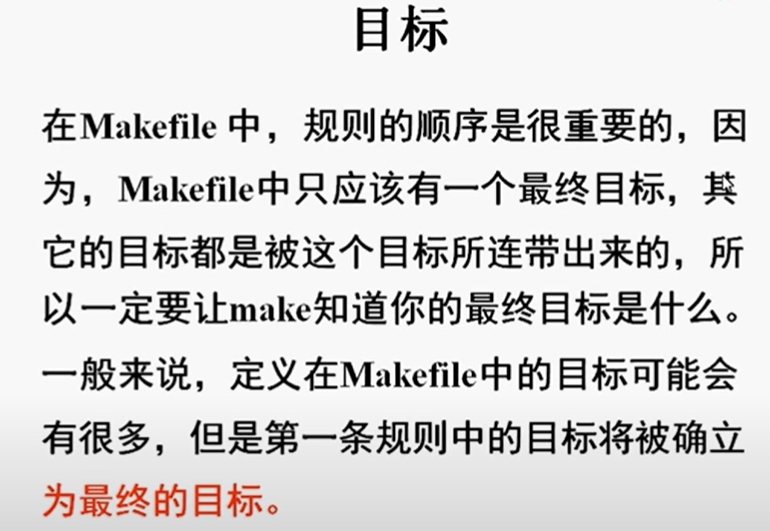 目标
在Makefile 中，规则的顺序是很重要的，因
为，Makefile中只应该有一个最终目标，其
它的目标都是被这个目标所连带出来的，所
以一定要让make知道你的最终目标是什么。
一般来说，定义在Makefile中的目标可能会
有很多，但是第一条规则中的目标将被确立
为最终的目标。